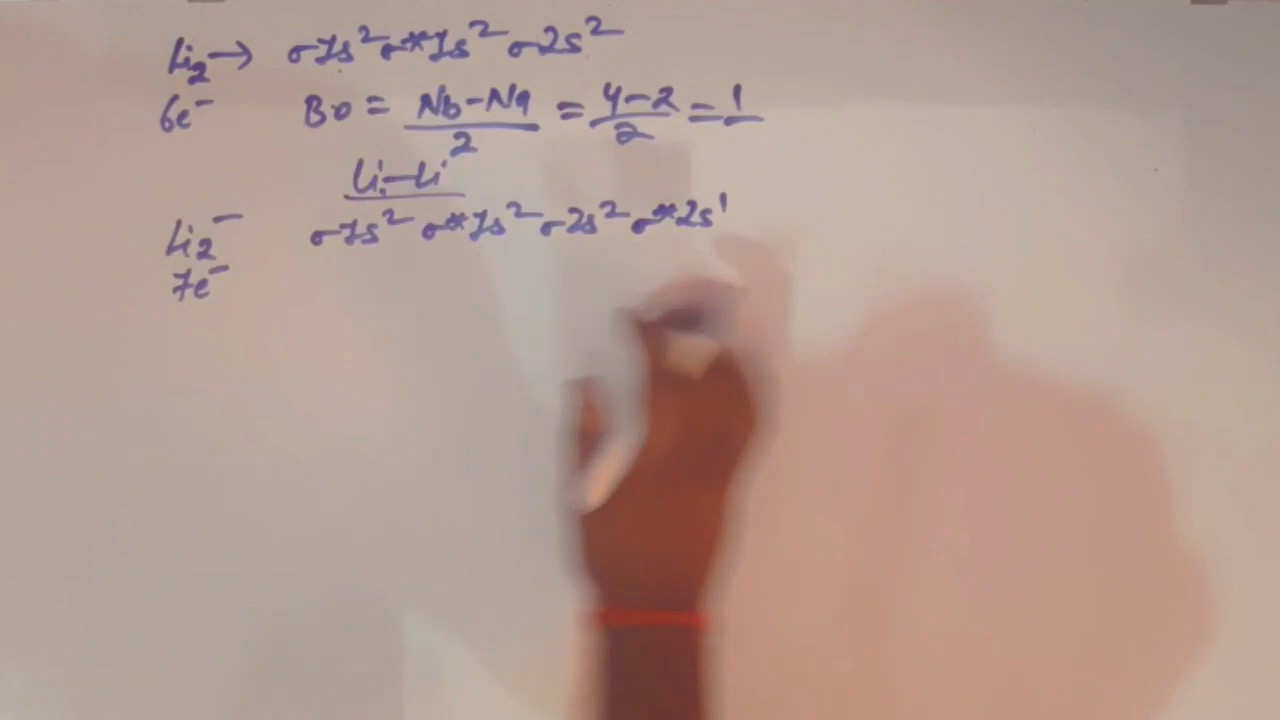 Li₂ → σ1s² σ*1s² σ2s²
6e⁻ BO = Nb-Na/2 = 4-2/2 = 1
Li-Li
Li₂⁻ σ1s² σ*1s² σ2s² σ*2s¹
7e⁻